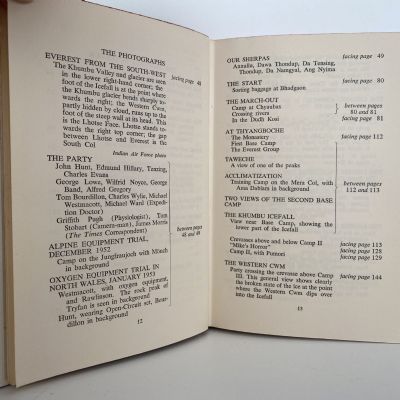 THE PHOTOGRAPHS
EVEREST FROM THE SOUTH-WEST facing page 48
The Khumbu Valley and glacier are seen
in the lower right-hand corner, the
foot of the Icefall is at the point where
the Khumbu glacier bends sharply to-
wards the right; the Western Cwm,
partly hidden by cloud, runs up to the
foot of the steep wall at its head. This
is the Lhotse Face. Lhotse stands to-
wards the right top corner; the gap
between Lhotse and Everest is the
South Col
Indian Air Force photo
THE PARTY
John Hunt, Edmund Hillary, Tenzing,
Charles Evans
George Lowe, Wilfrid Noyce, George
Band, Alfred Gregory
Tom Bourdillon, Charles Wylie, Michael
Westmacott, Michael Ward (Expedi-
tion Doctor)
Griffith Pugh (Physiologist), Tom
Stobart (Camera-man), James Morris
(The Times Correspondent)
ALPINE EQUIPMENT TRIAL,
DECEMBER 1952
Camp on the Jungfraujoch with Mönch
in background
OXYGEN EQUIPMENT TRIAL IN
NORTH WALES, JANUARY 1953
Westmacott, with oxygen equipment,
and Rawlinson. The rock peak of
Tryfan is seen in background
Hunt, wearing Open-Circuit set, Bour-
dillon in background
between pages
48 and 49
12
OUR SHERPAS facing page 49
Annullu, Dawa Thondup, Da Tensing,
Thondup, Da Namgyal, Ang Nyima
THE START facing page 80
Sorting baggage at Bhadgaon
THE MARCH-OUT
Camp at Chyaubas
Crossing rivers
between pages
80 and 81
In the Dudh Kosi facing page 81
AT THYANGBOCHE
The Monastery facing page 112
First Base Camp
The Everest Group
TAWECHE
A view of one of the peaks
ACCLIMATIZATION
Training Camp on the Mera Col, with
Ama Dablam in background
TWO VIEWS OF THE SECOND BASE
CAMP
between pages
112 and 113
THE KHUMBU ICEFALL
View near Base Camp, showing the
lower part of the Icefall
Crevasse above and below Camp II facing page 113
"Mike's Horror" facing page 128
Camp II, with Pumori facing page 129
THE WESTERN CWM
Party crossing the crevasse above Camp facing page 144
III. This general view shows clearly
the broken state of the ice at the point
where the Western Cwm dips over
into the Icefall
13